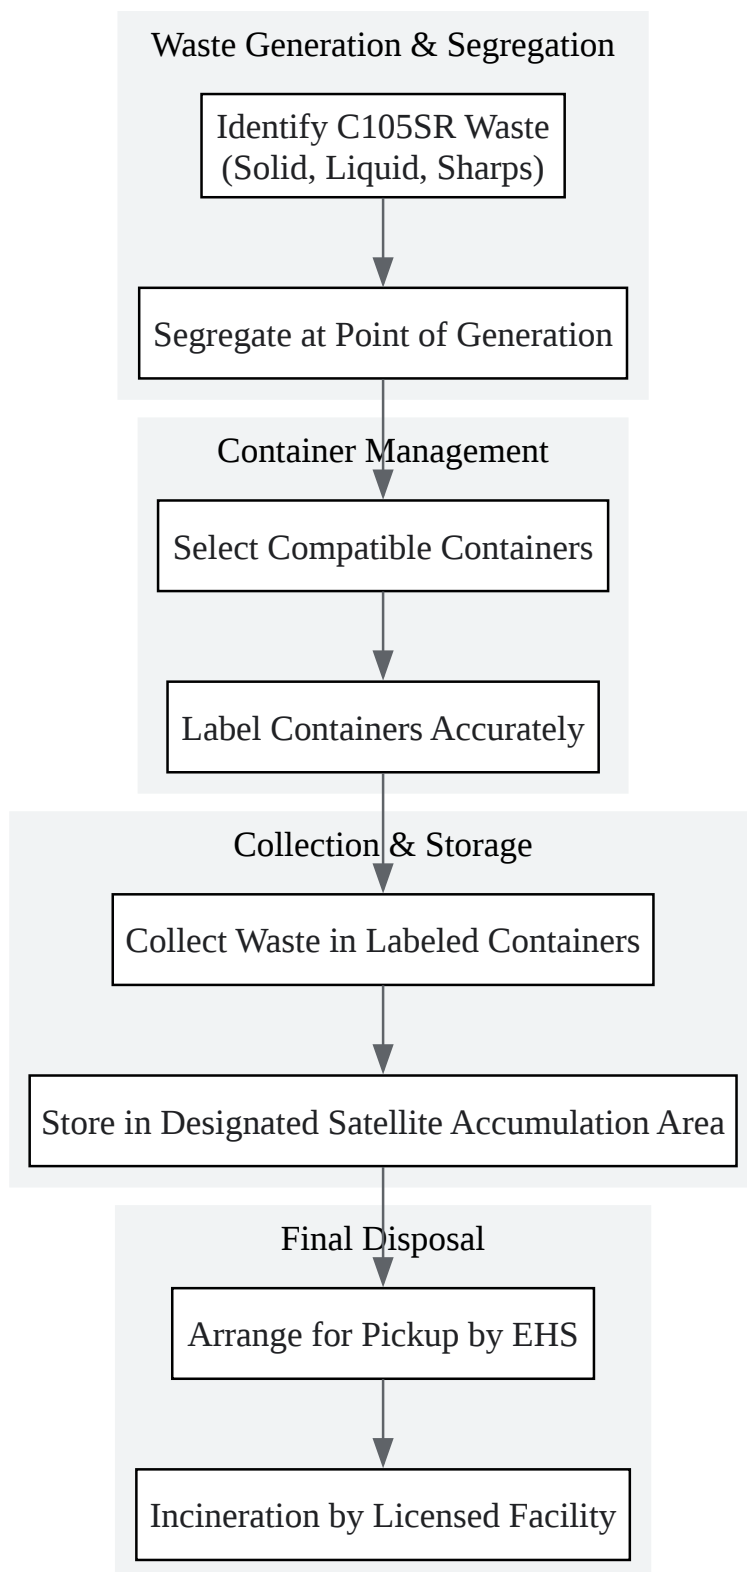 Waste Generation & Segregation
Identify C105SR Waste
(Solid, Liquid, Sharps)
Segregate at Point of Generation
Container Management
Select Compatible Containers
Label Containers Accurately
Collection & Storage
Collect Waste in Labeled Containers
Store in Designated Satellite Accumulation Area
Final Disposal
Arrange for Pickup by EHS
Incineration by Licensed Facility